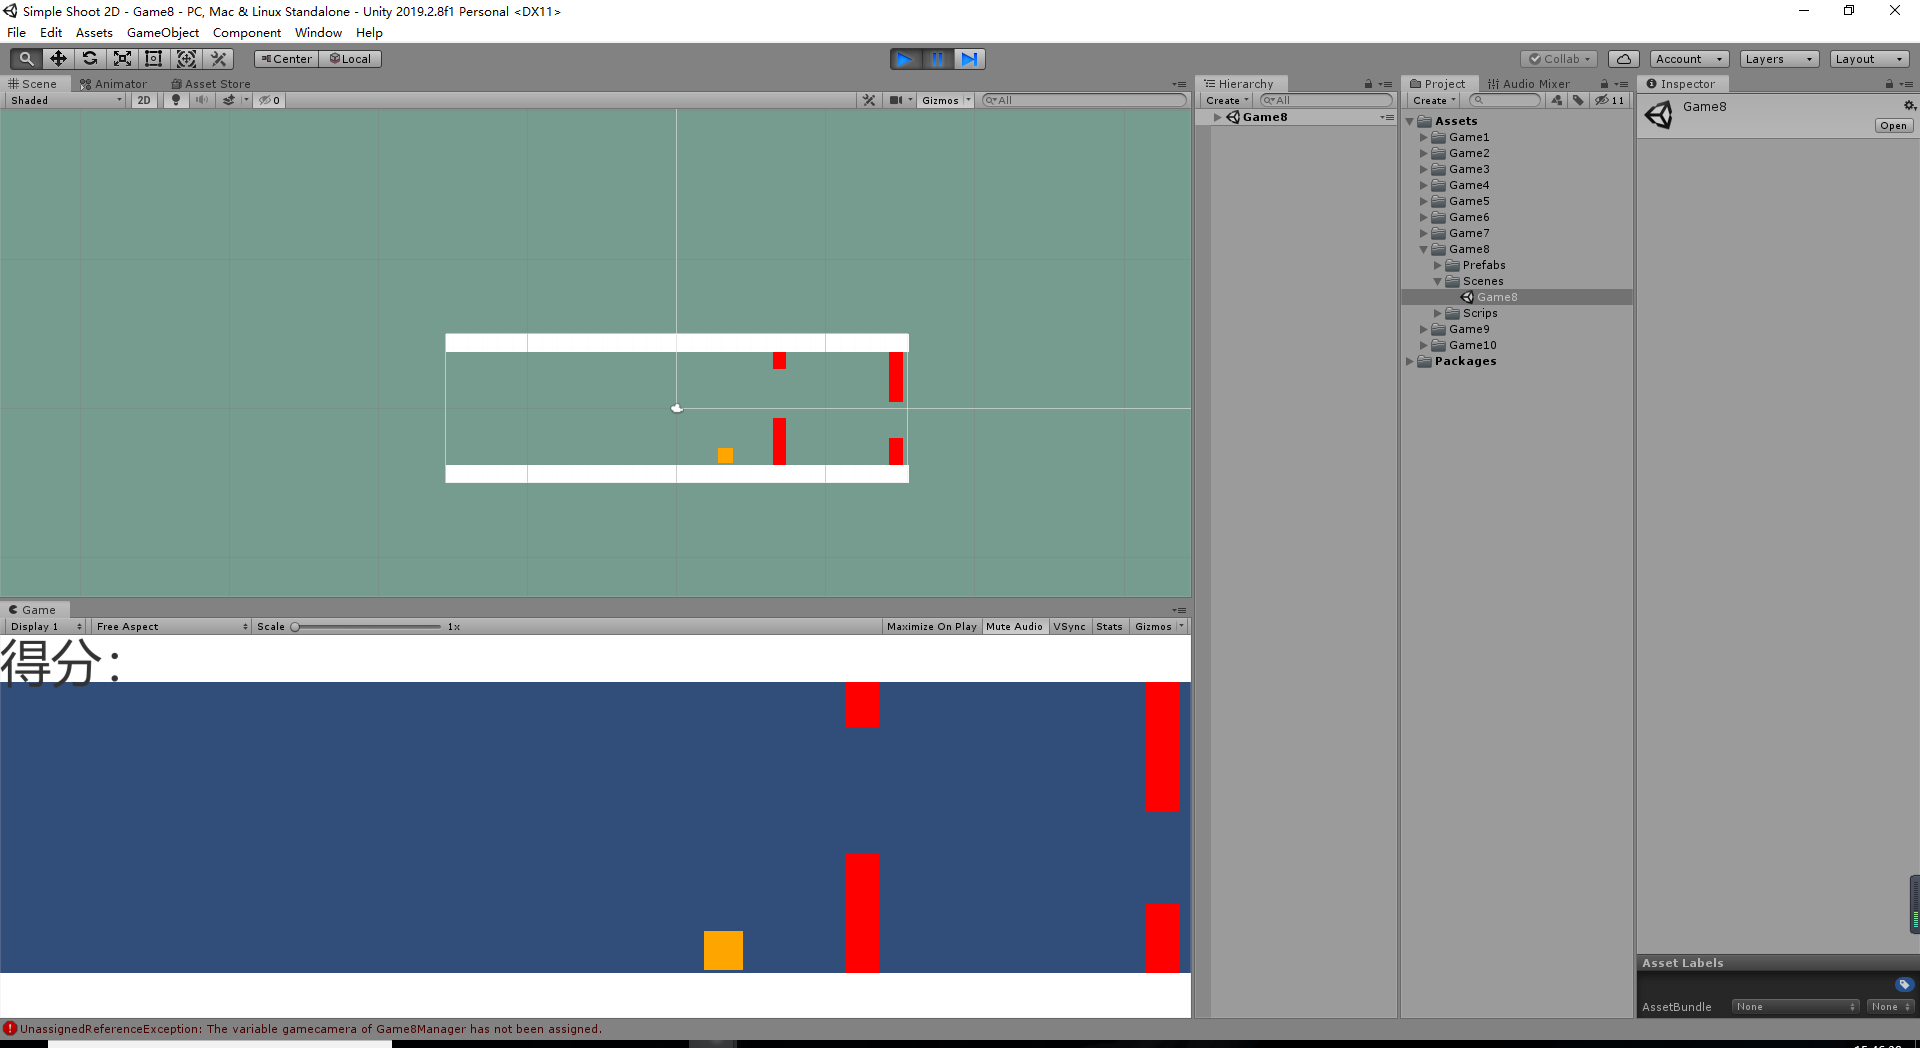 Simple Shoot 2D - Game8 - PC, Mac & Linux Standalone - Unity 2019.2.8f1 Personal <DX11>
File Edit Assets GameObject Component Window Help
Center Local
Collab Account Layers Layout
Scene Animator Asset Store
Shaded 2D 0 Gizmos All
Hierarchy
Create All
Game8
Project Audio Mixer
Create 11
Assets
Game1
Game2
Game3
Game4
Game5
Game6
Game7
Game8
Prefabs
Scenes
Game8
Scrips
Game9
Game10
Packages
Inspector
Game8
Open
Game
Display 1 Free Aspect Scale 1x Maximize On Play Mute Audio VSync Stats Gizmos
得分：
Asset Labels
AssetBundle None None
UnassignedReferenceException: The variable gamecamera of Game8Manager has not been assigned.